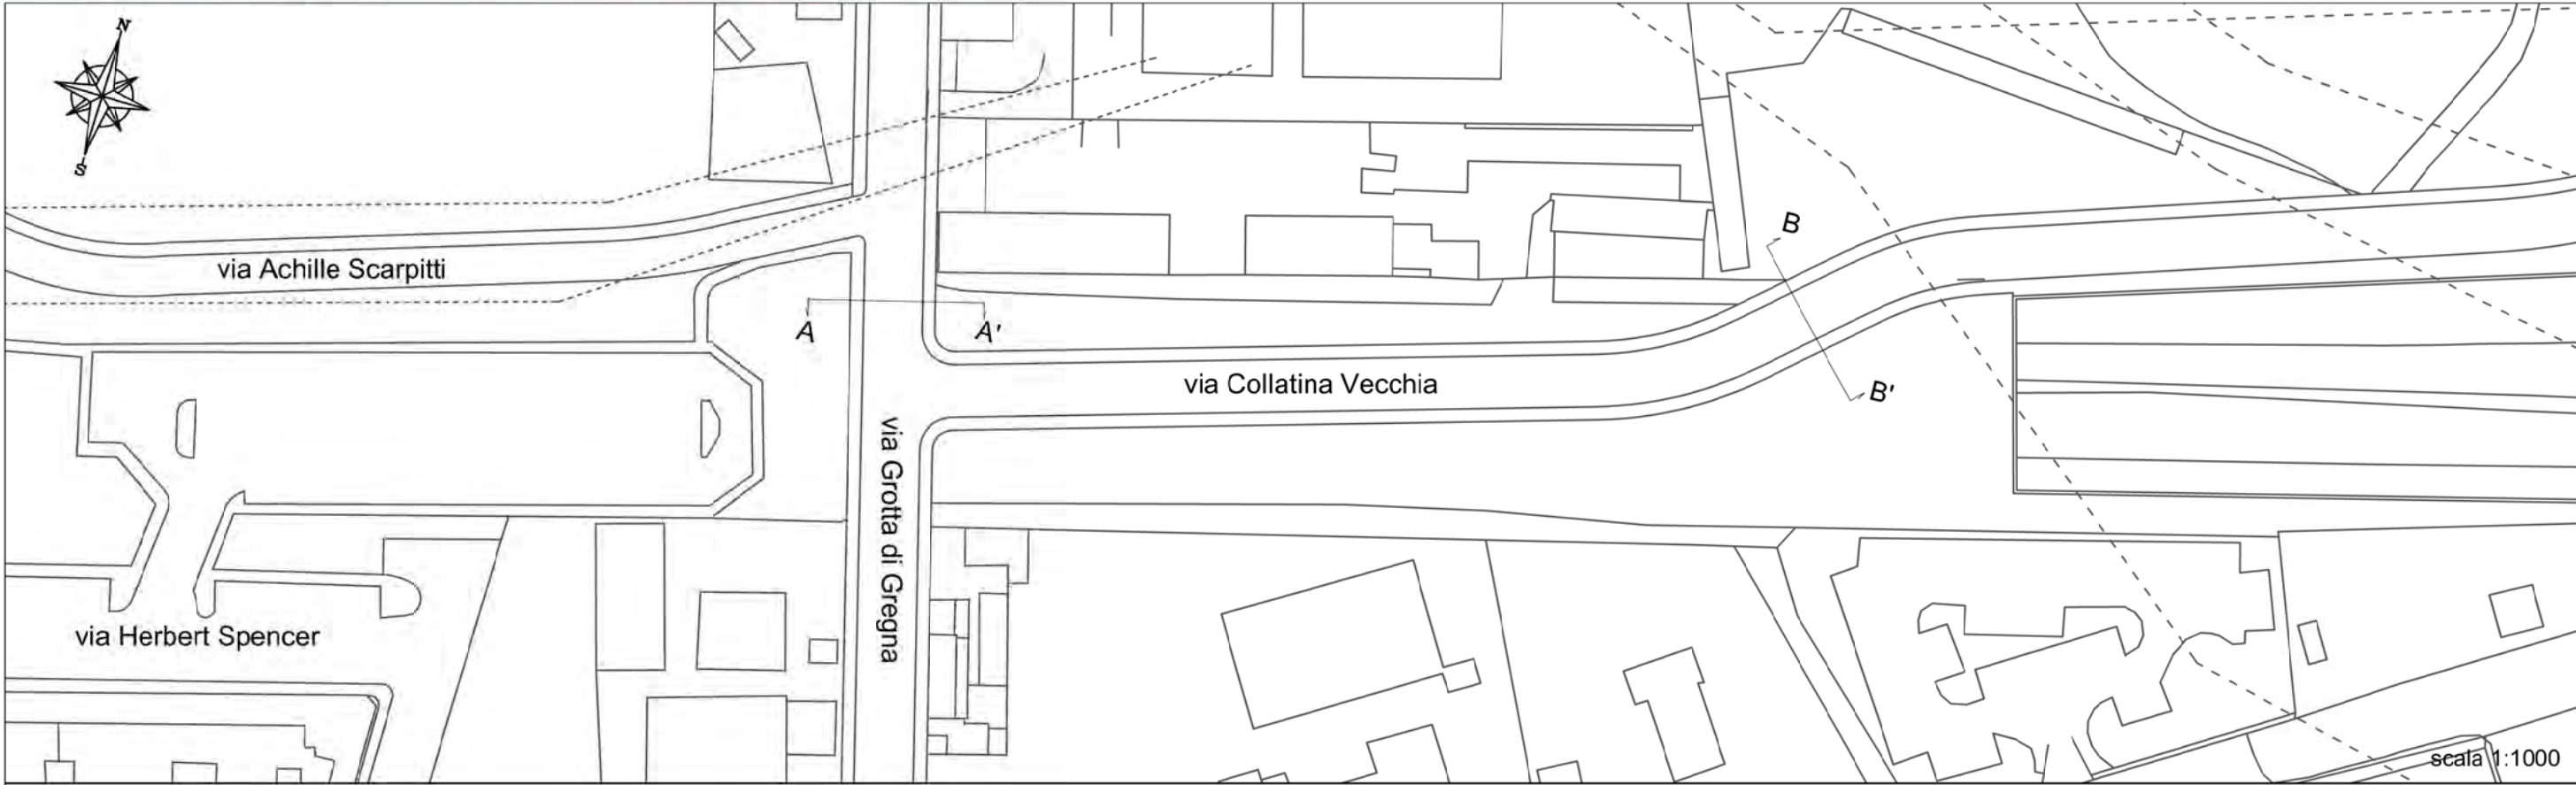 N
S
via Achille Scarpitti
A
A'
B
B'
via Collatina Vecchia
via Grotta di Gregna
via Herbert Spencer
scala 1:1000